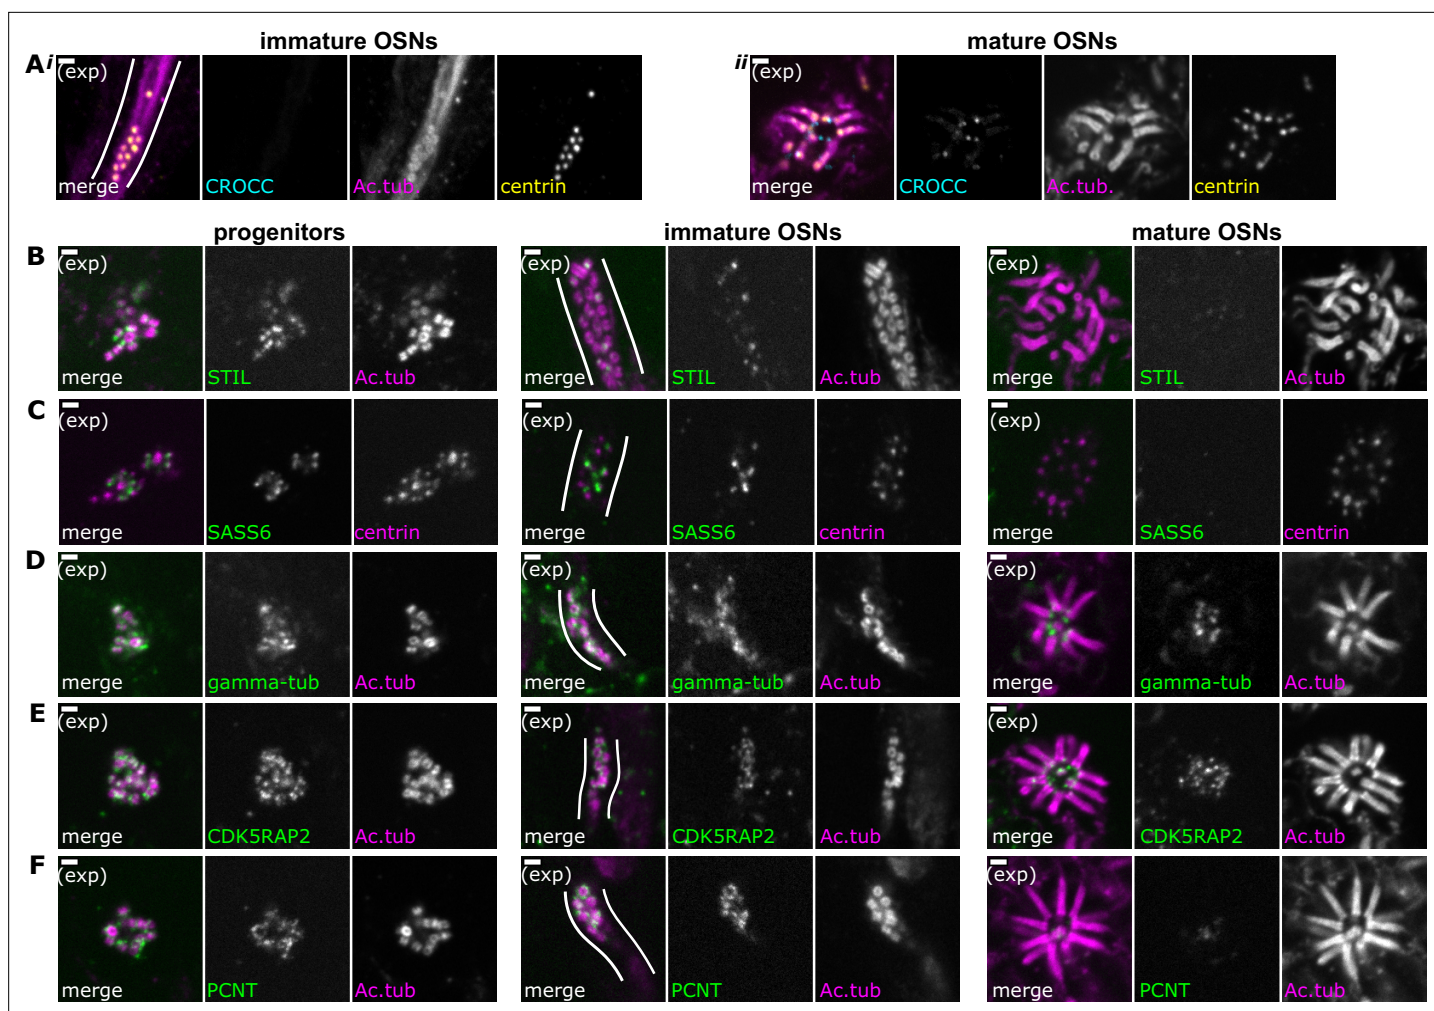 immature OSNs
mature OSNs
A i
(exp)
merge
CROCC
Ac.tub
centrin
ii
(exp)
merge
CROCC
Ac.tub.
centrin
progenitors
immature OSNs
mature OSNs
B
(exp)
merge
STIL
Ac.tub
(exp)
merge
STIL
Ac.tub
(exp)
merge
STIL
Ac.tub
C
(exp)
merge
SASS6
centrin
(exp)
merge
SASS6
centrin
(exp)
merge
SASS6
centrin
D
(exp)
merge
gamma-tub
Ac.tub
(exp)
merge
gamma-tub
Ac.tub
(exp)
merge
gamma-tub
Ac.tub
E
(exp)
merge
CDK5RAP2
Ac.tub
(exp)
merge
CDK5RAP2
Ac.tub
(exp)
merge
CDK5RAP2
Ac.tub
F
(exp)
merge
PCNT
Ac.tub
(exp)
merge
PCNT
Ac.tub
(exp)
merge
PCNT
Ac.tub